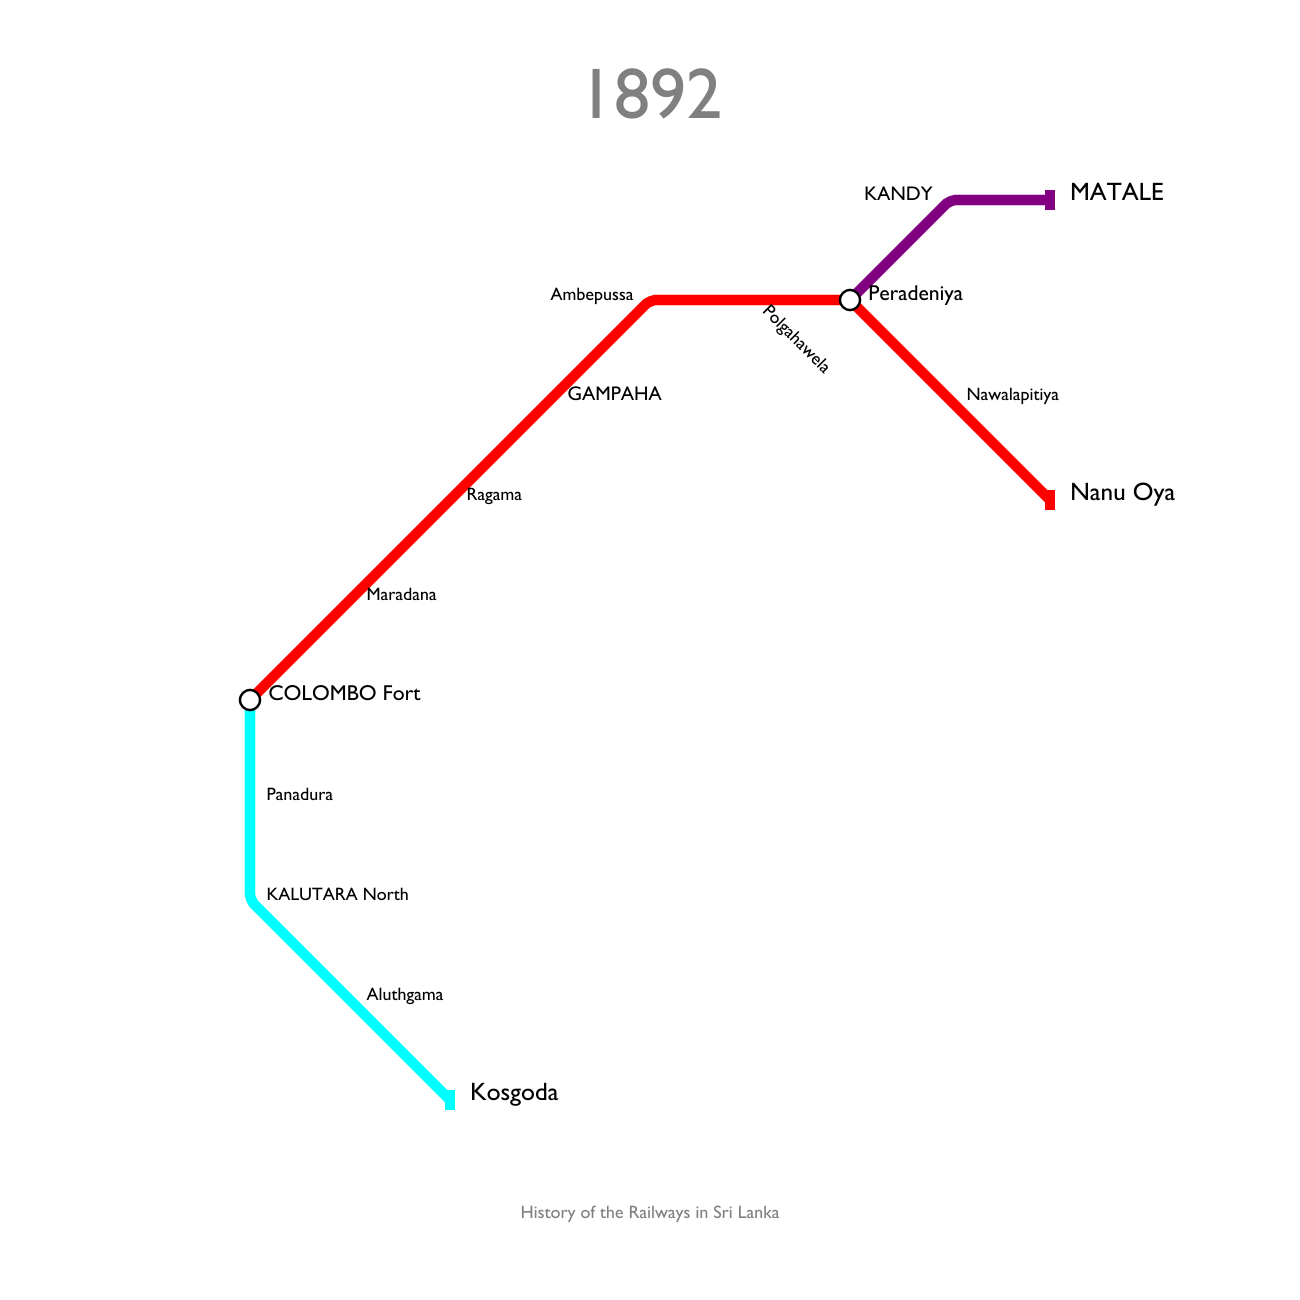 1892
KANDY
MATALE
Ambepussa
Peradeniya
Polgahawela
GAMPAHA
Nawalapitiya
Ragama
Nanu Oya
Maradana
COLOMBO Fort
Panadura
KALUTARA North
Aluthgama
Kosgoda
History of the Railways in Sri Lanka